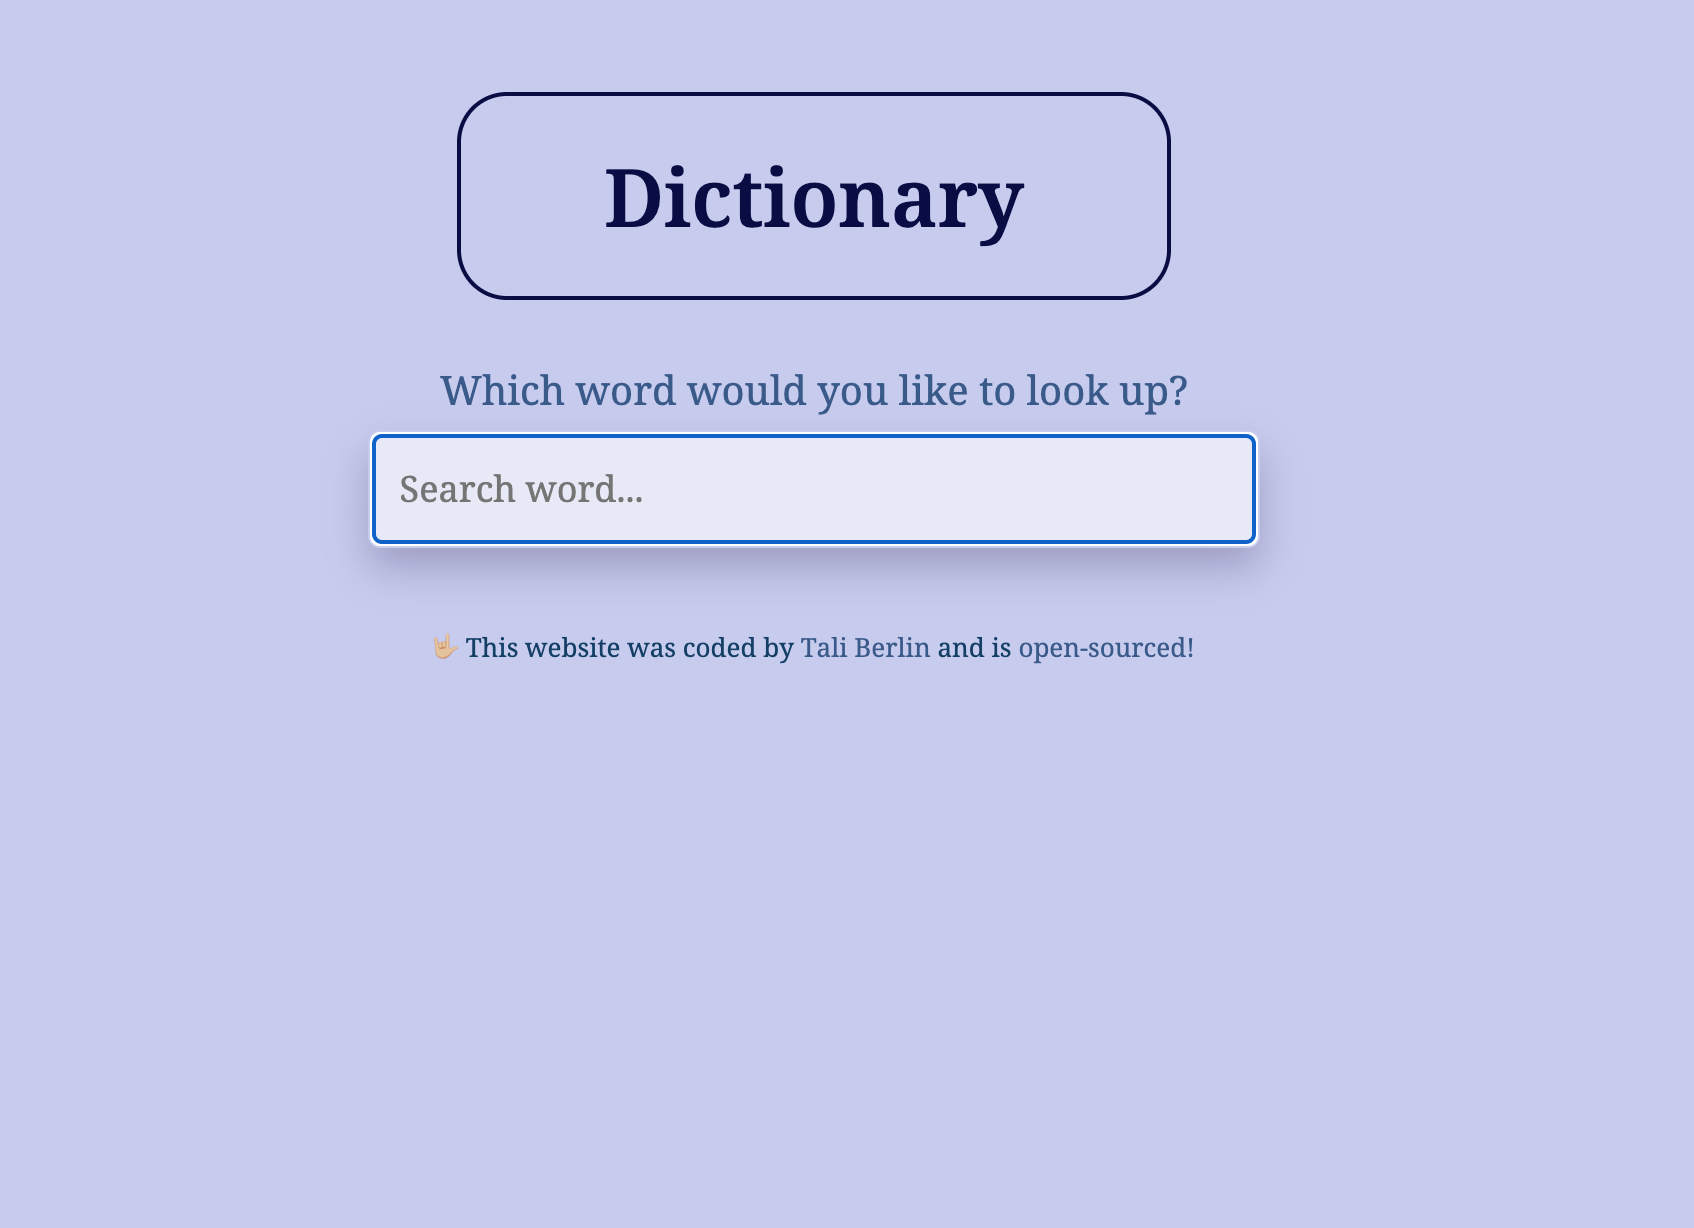 Dictionary
Which word would you like to look up?
Search word...
🤟🏼 This website was coded by Tali Berlin and is open-sourced!